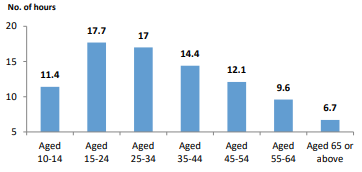 No. of hours
20
15
10
5
11.4
17.7
17
14.4
12.1
9.6
6.7
Aged 10-14
Aged 15-24
Aged 25-34
Aged 35-44
Aged 45-54
Aged 55-64
Aged 65 or above